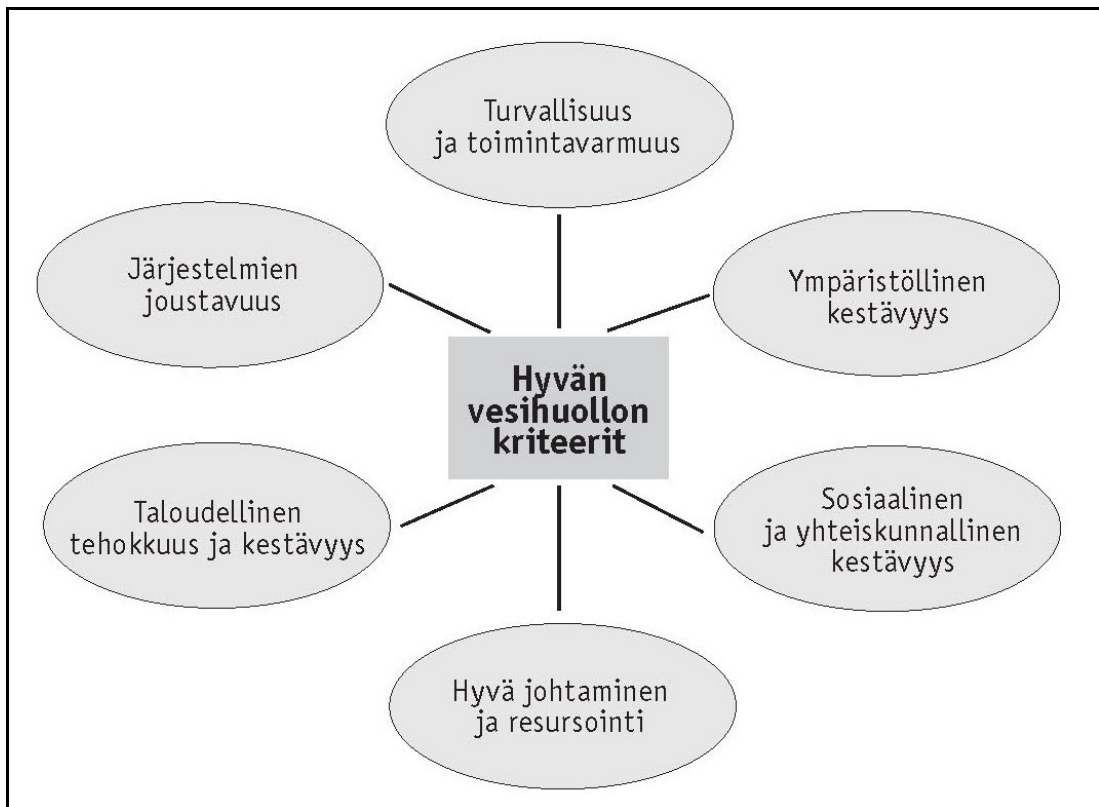 Turvallisuus
ja toimintavarmuus
Järjestelmien
joustavuus
Ympäristöllinen
kestävyys
Hyvän
vesihuollon
kriteerit
Taloudellinen
tehokkuus ja kestävyys
Sosiaalinen
ja yhteiskunnallinen
kestävyys
Hyvä johtaminen
ja resursointi